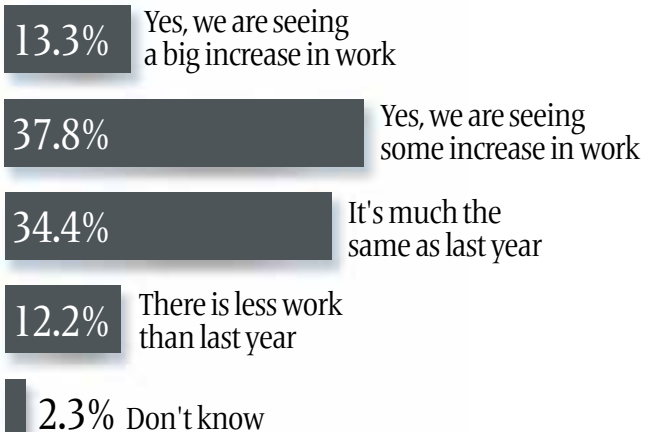 13.3% Yes, we are seeing
a big increase in work
37.8% Yes, we are seeing
some increase in work
34.4% It's much the
same as last year
12.2% There is less work
than last year
2.3% Don't know